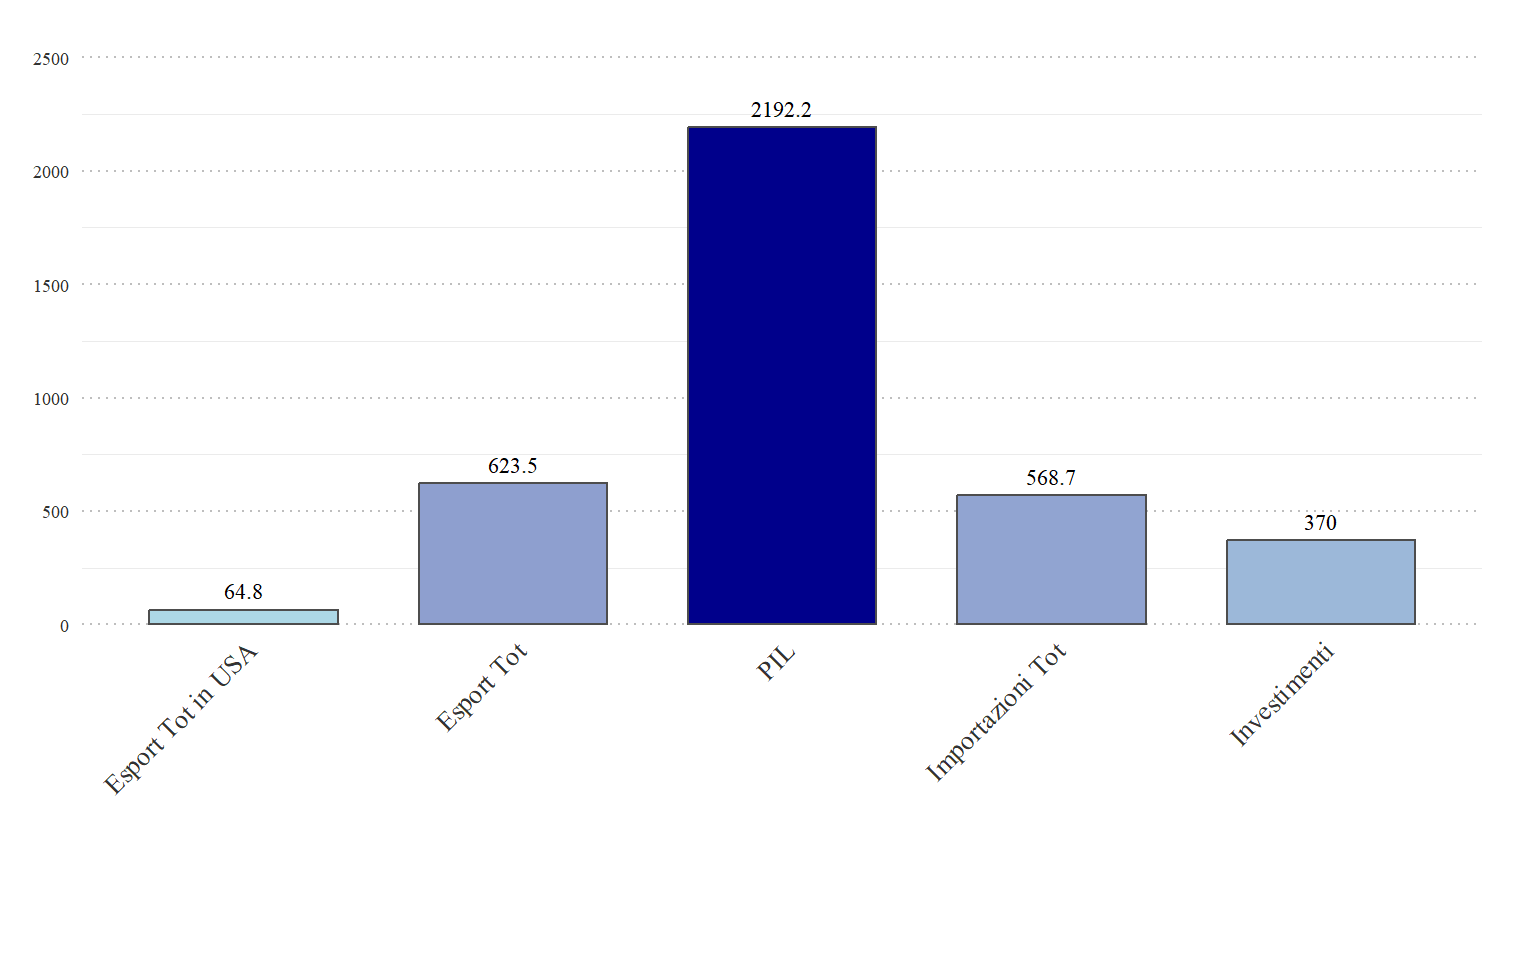 2500
2192.2
2000
1500
1000
623.5
568.7
500
370
64.8
0
Esport Tot in USA
Esport Tot
PIL
Importazioni Tot
Investimenti